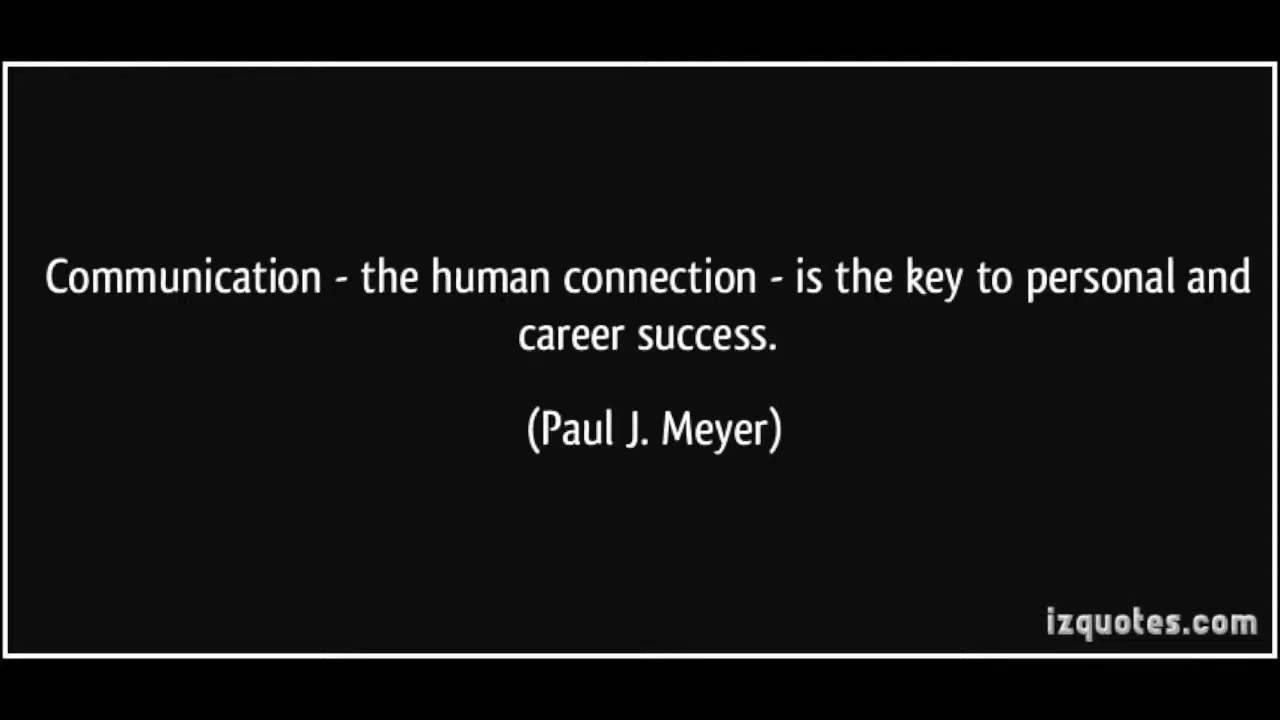 Communication - the human connection - is the key to personal and
career success.
(Paul J. Meyer)
izquotes.com